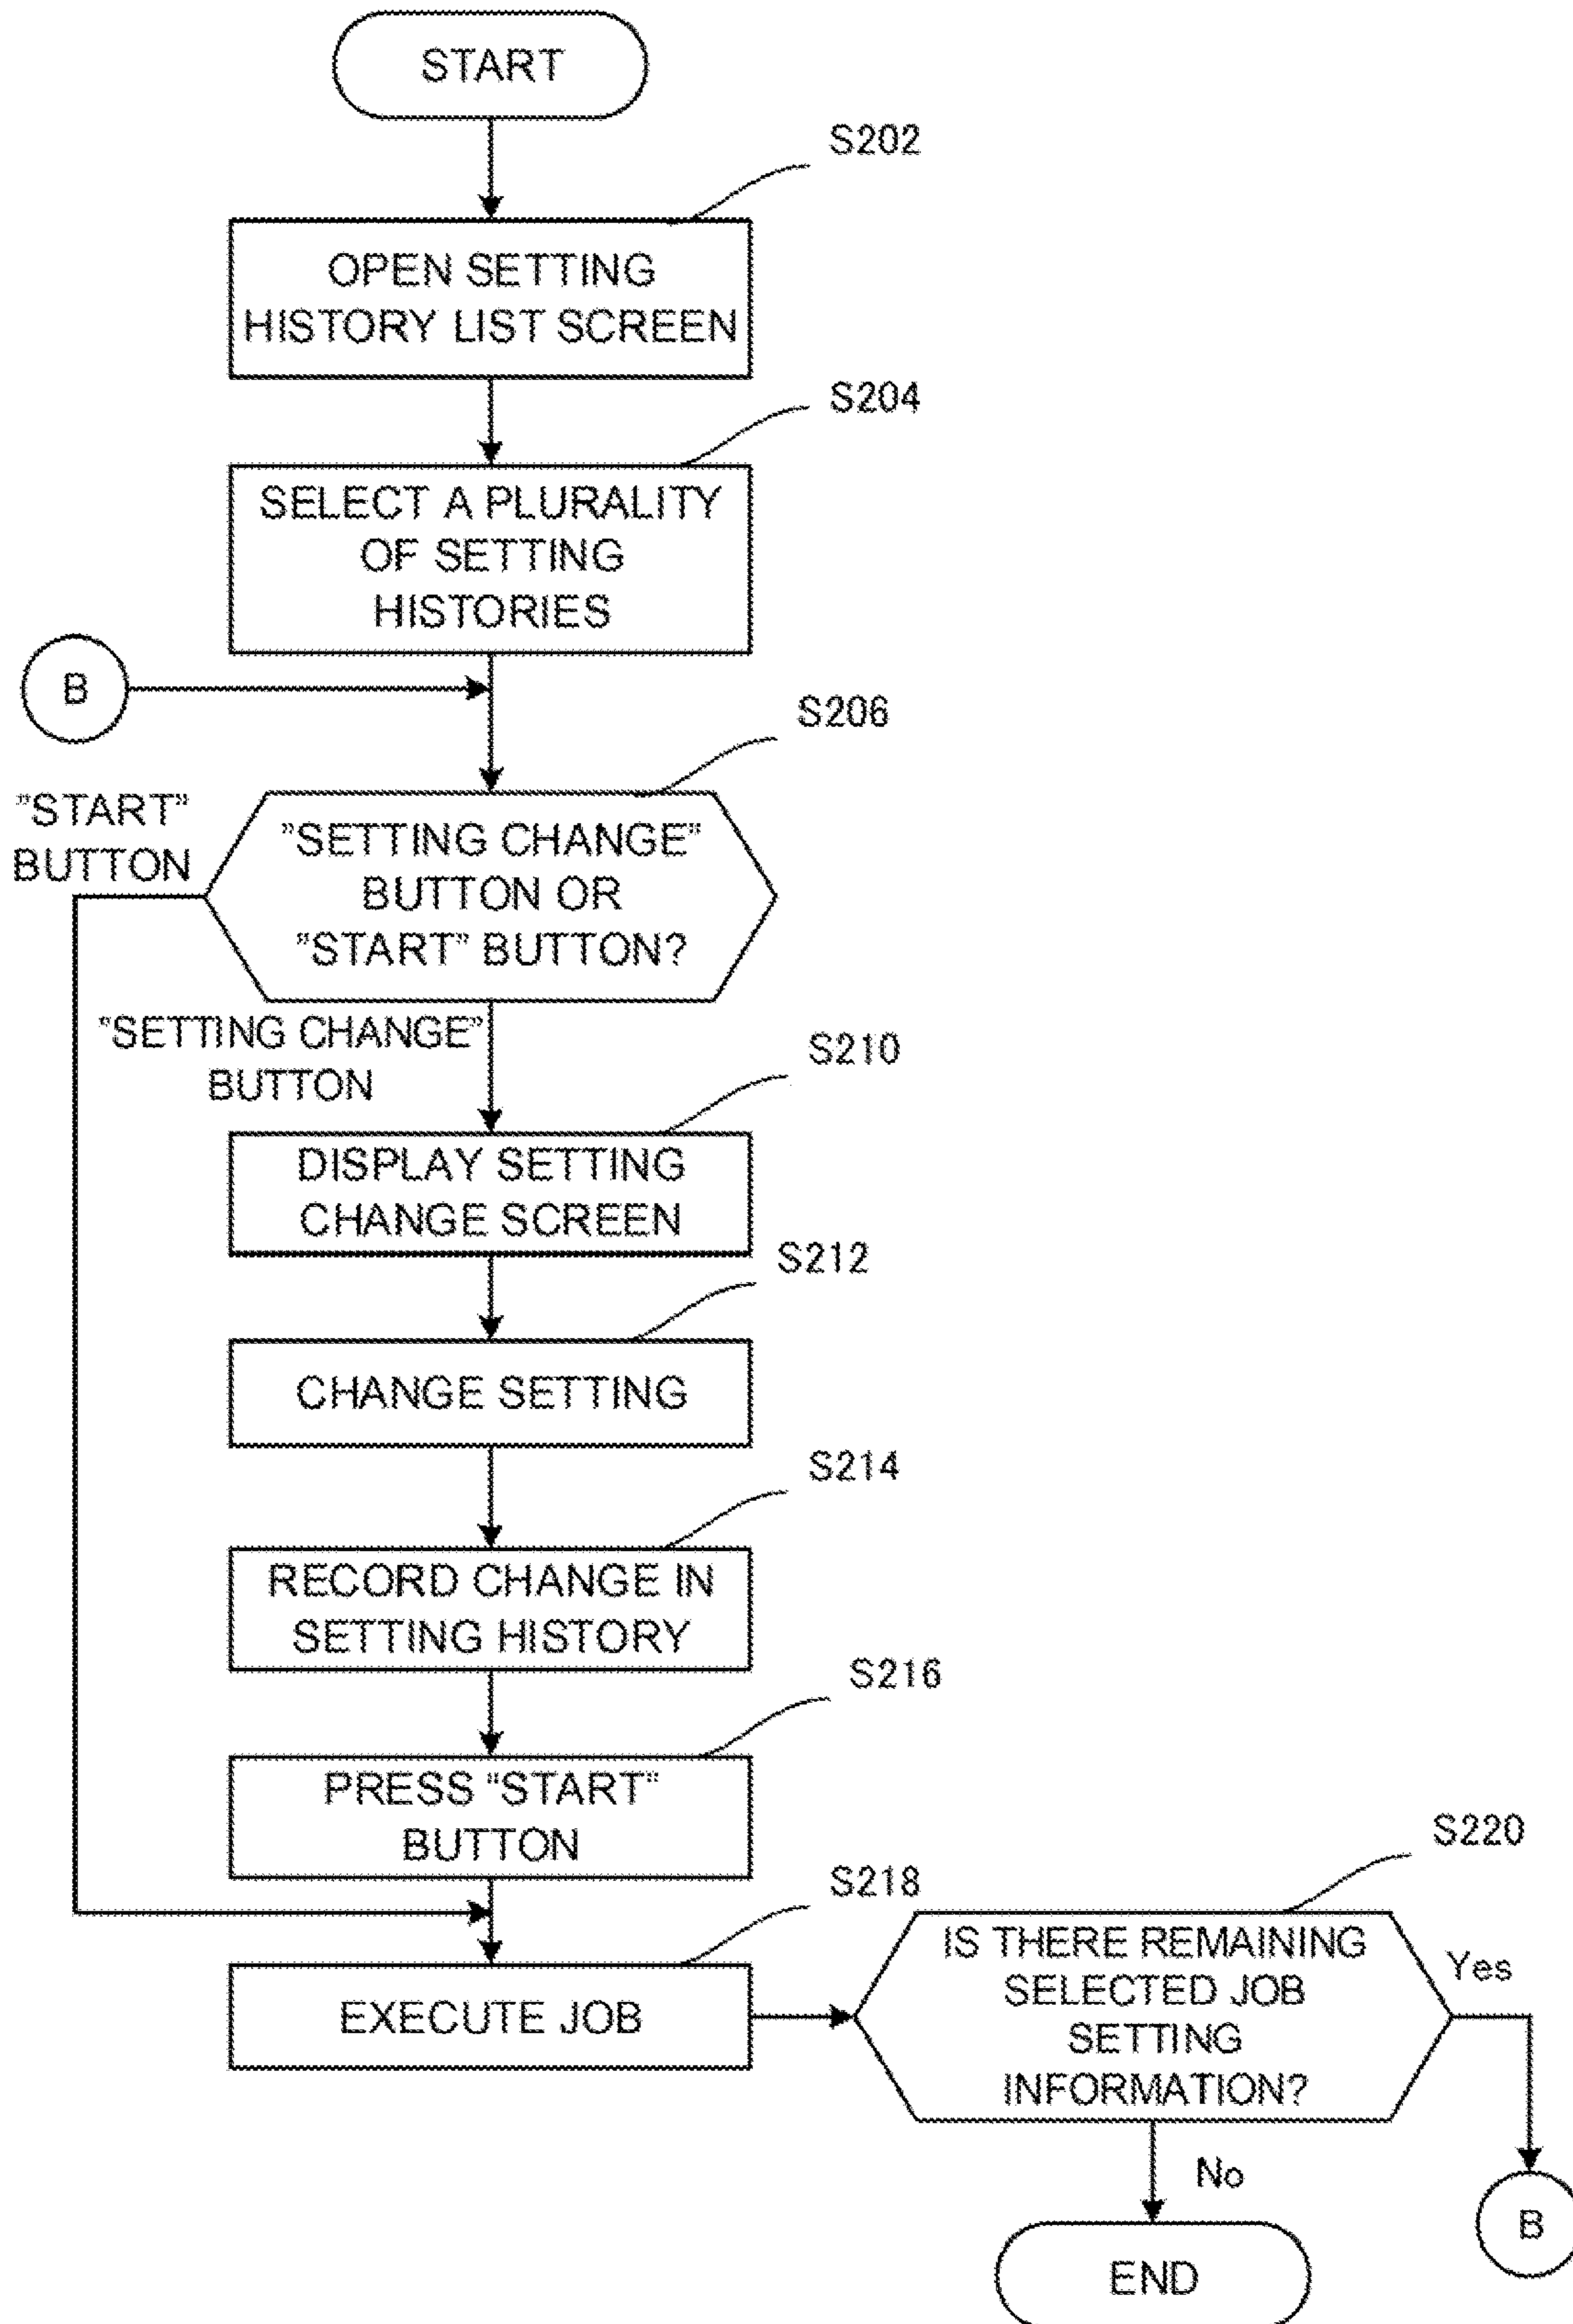 START
S202
OPEN SETTING
HISTORY LIST SCREEN
S204
SELECT A PLURALITY
OF SETTING
HISTORIES
B
S206
"START"
BUTTON
"SETTING CHANGE"
BUTTON OR
"START" BUTTON?
"SETTING CHANGE"
BUTTON
S210
DISPLAY SETTING
CHANGE SCREEN
S212
CHANGE SETTING
S214
RECORD CHANGE IN
SETTING HISTORY
S216
PRESS "START"
BUTTON
S218
EXECUTE JOB
S220
IS THERE REMAINING
SELECTED JOB
SETTING
INFORMATION?
Yes
No
B
END